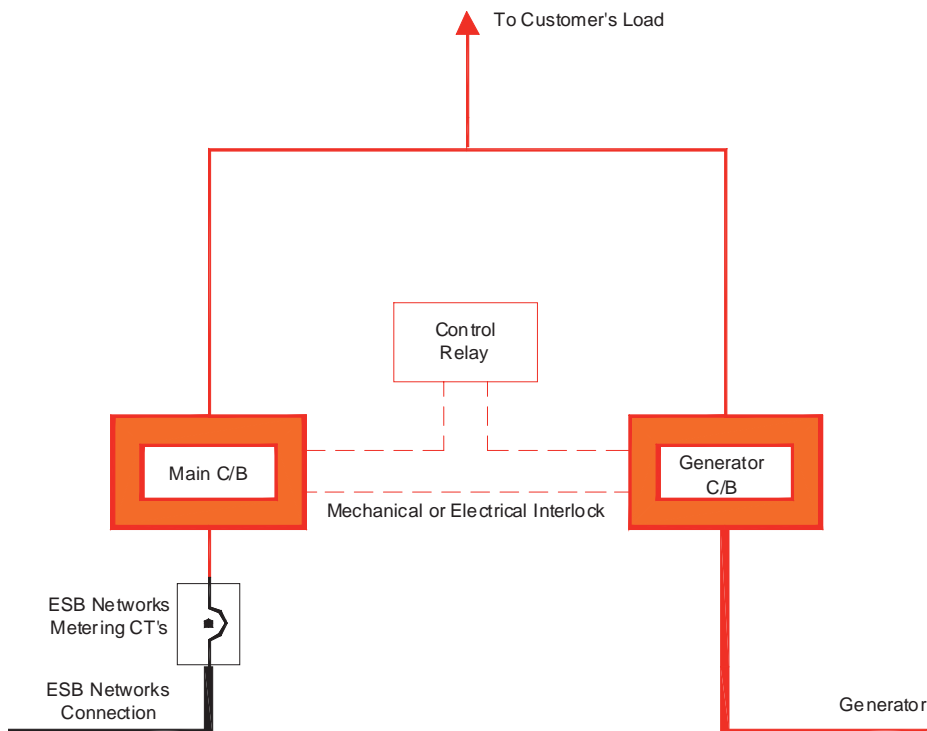 To Customer's Load
Control
Relay
Main C/B
Generator
C/B
Mechanical or Electrical Interlock
ESB Networks
Metering CT's
ESB Networks
Connection
Generator